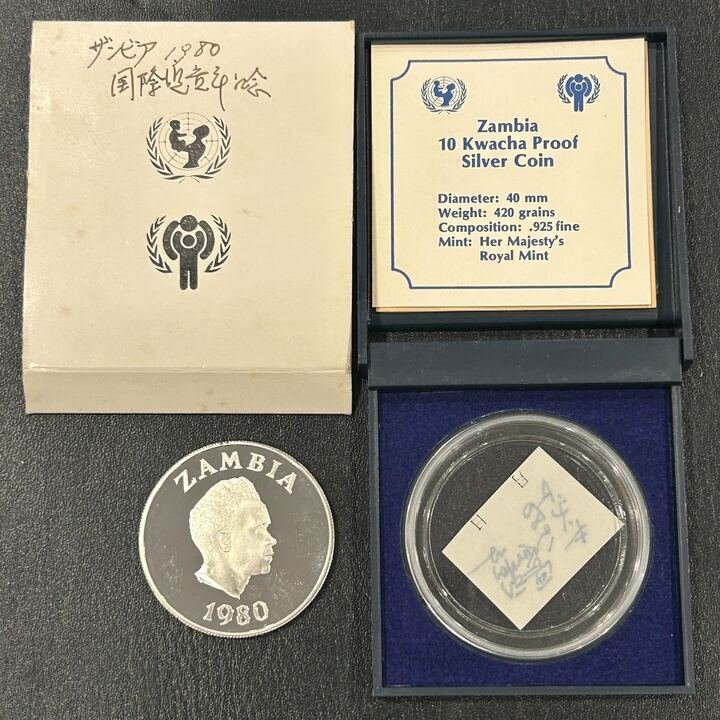 ザンビア 1980
国際児童年記念
Zambia
10 Kwacha Proof
Silver Coin
Diameter: 40 mm
Weight: 420 grains
Composition: .925 fine
Mint: Her Majesty's
Royal Mint
ZAMBIA
1980